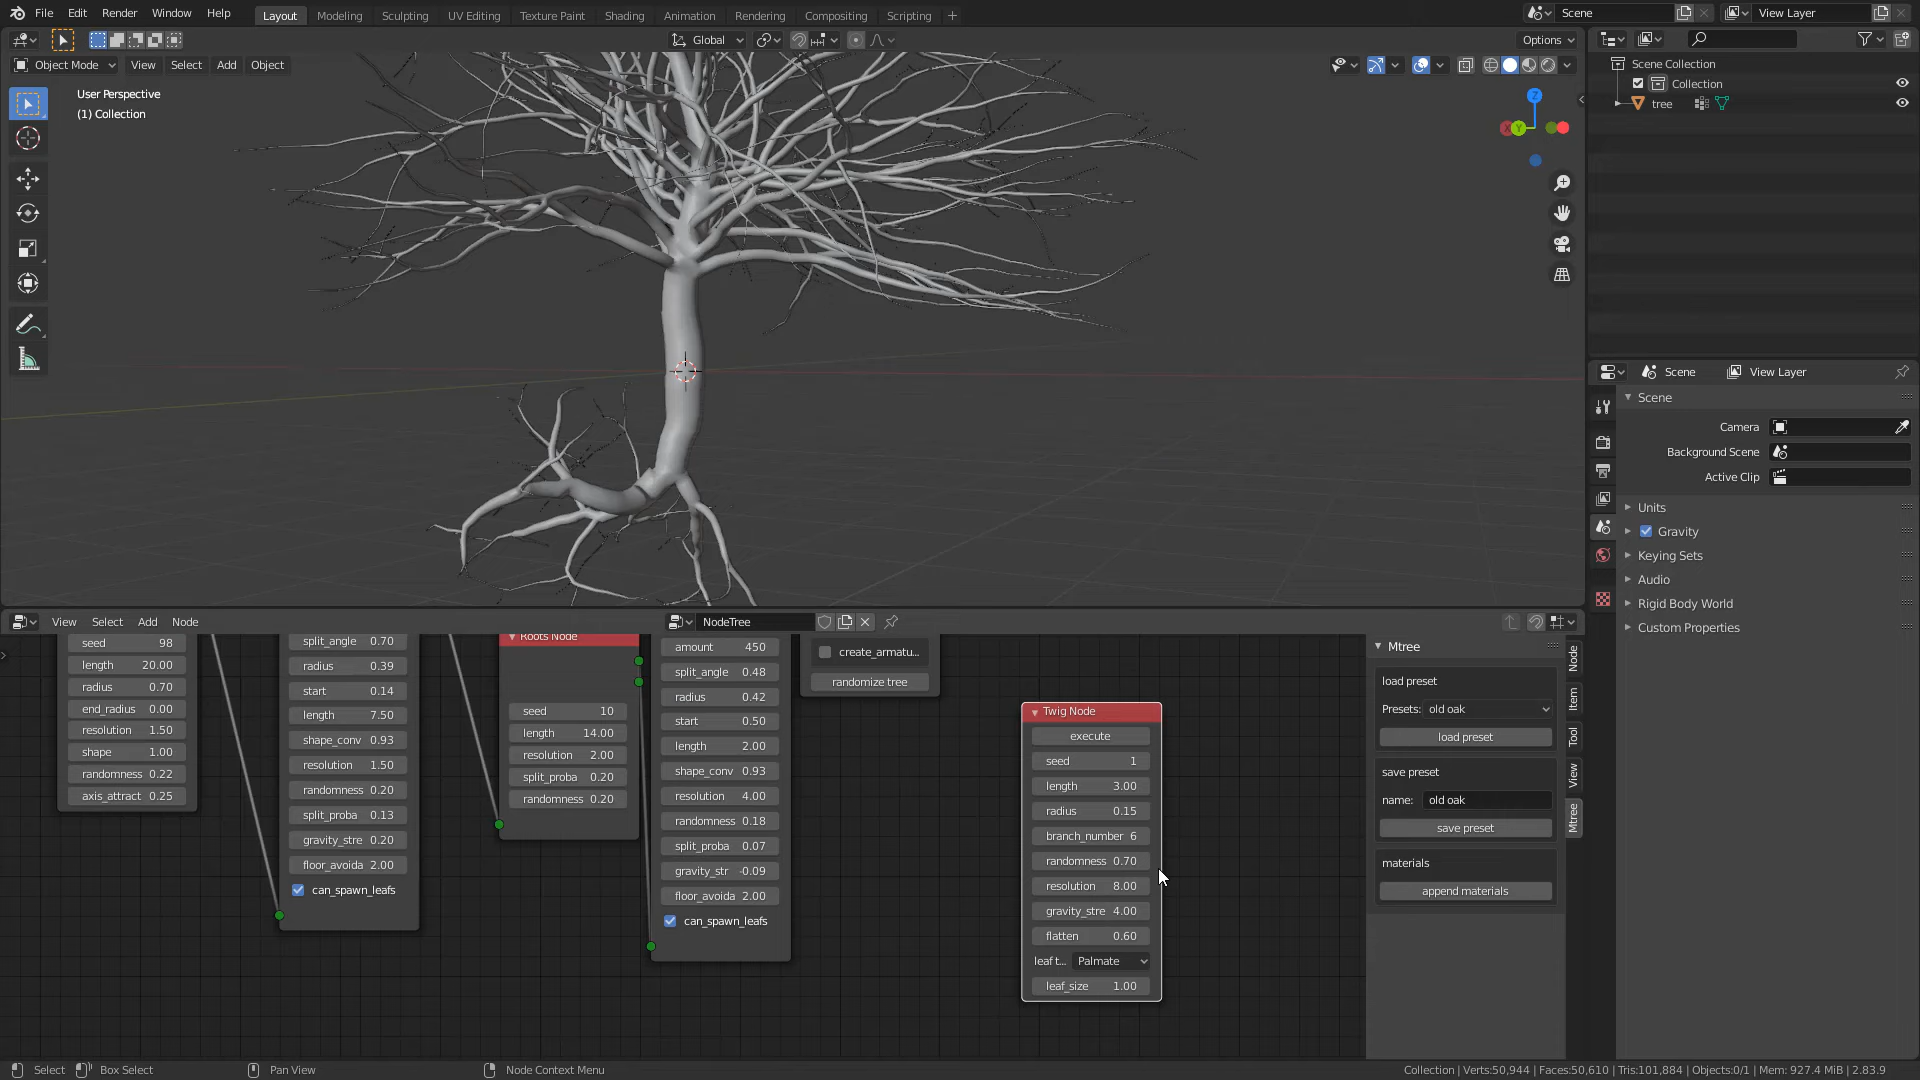 File Edit Render Window Help Layout Modeling Sculpting UV Editing Texture Paint Shading Animation Rendering Compositing Scripting + Scene View Layer
Global Options
Object Mode View Select Add Object
User Perspective
(1) Collection
Z
X Y
Scene Collection
Collection
tree
Scene View Layer
Scene
Camera
Background Scene
Active Clip
Units
Gravity
Keying Sets
Audio
Rigid Body World
Custom Properties
View Select Add Node NodeTree
seed 98
length 20.00
radius 0.70
end_radius 0.00
resolution 1.50
shape 1.00
randomness 0.22
axis_attract 0.25
split_angle 0.70
radius 0.39
start 0.14
length 7.50
shape_conv 0.93
resolution 1.50
randomness 0.20
split_proba 0.13
gravity_stre 0.20
floor_avoida 2.00
can_spawn_leafs
Roots Node
seed 10
length 14.00
resolution 2.00
split_proba 0.20
randomness 0.20
amount 450
split_angle 0.48
radius 0.42
start 0.50
length 2.00
shape_conv 0.93
resolution 4.00
randomness 0.18
split_proba 0.07
gravity_str -0.09
floor_avoida 2.00
can_spawn_leafs
create_armatu...
randomize tree
Twig Node
execute
seed 1
length 3.00
radius 0.15
branch_number 6
randomness 0.70
resolution 8.00
gravity_stre 4.00
flatten 0.60
leaf t... Palmate
leaf_size 1.00
Mtree
load preset
Presets: old oak
load preset
save preset
name: old oak
save preset
materials
append materials
Node
Item
Tool
View
Mtree
Select Box Select Pan View Node Context Menu Collection | Verts:50,944 | Faces:50,610 | Tris:101,884 | Objects:0/1 | Mem: 927.4 MiB | 2.83.9